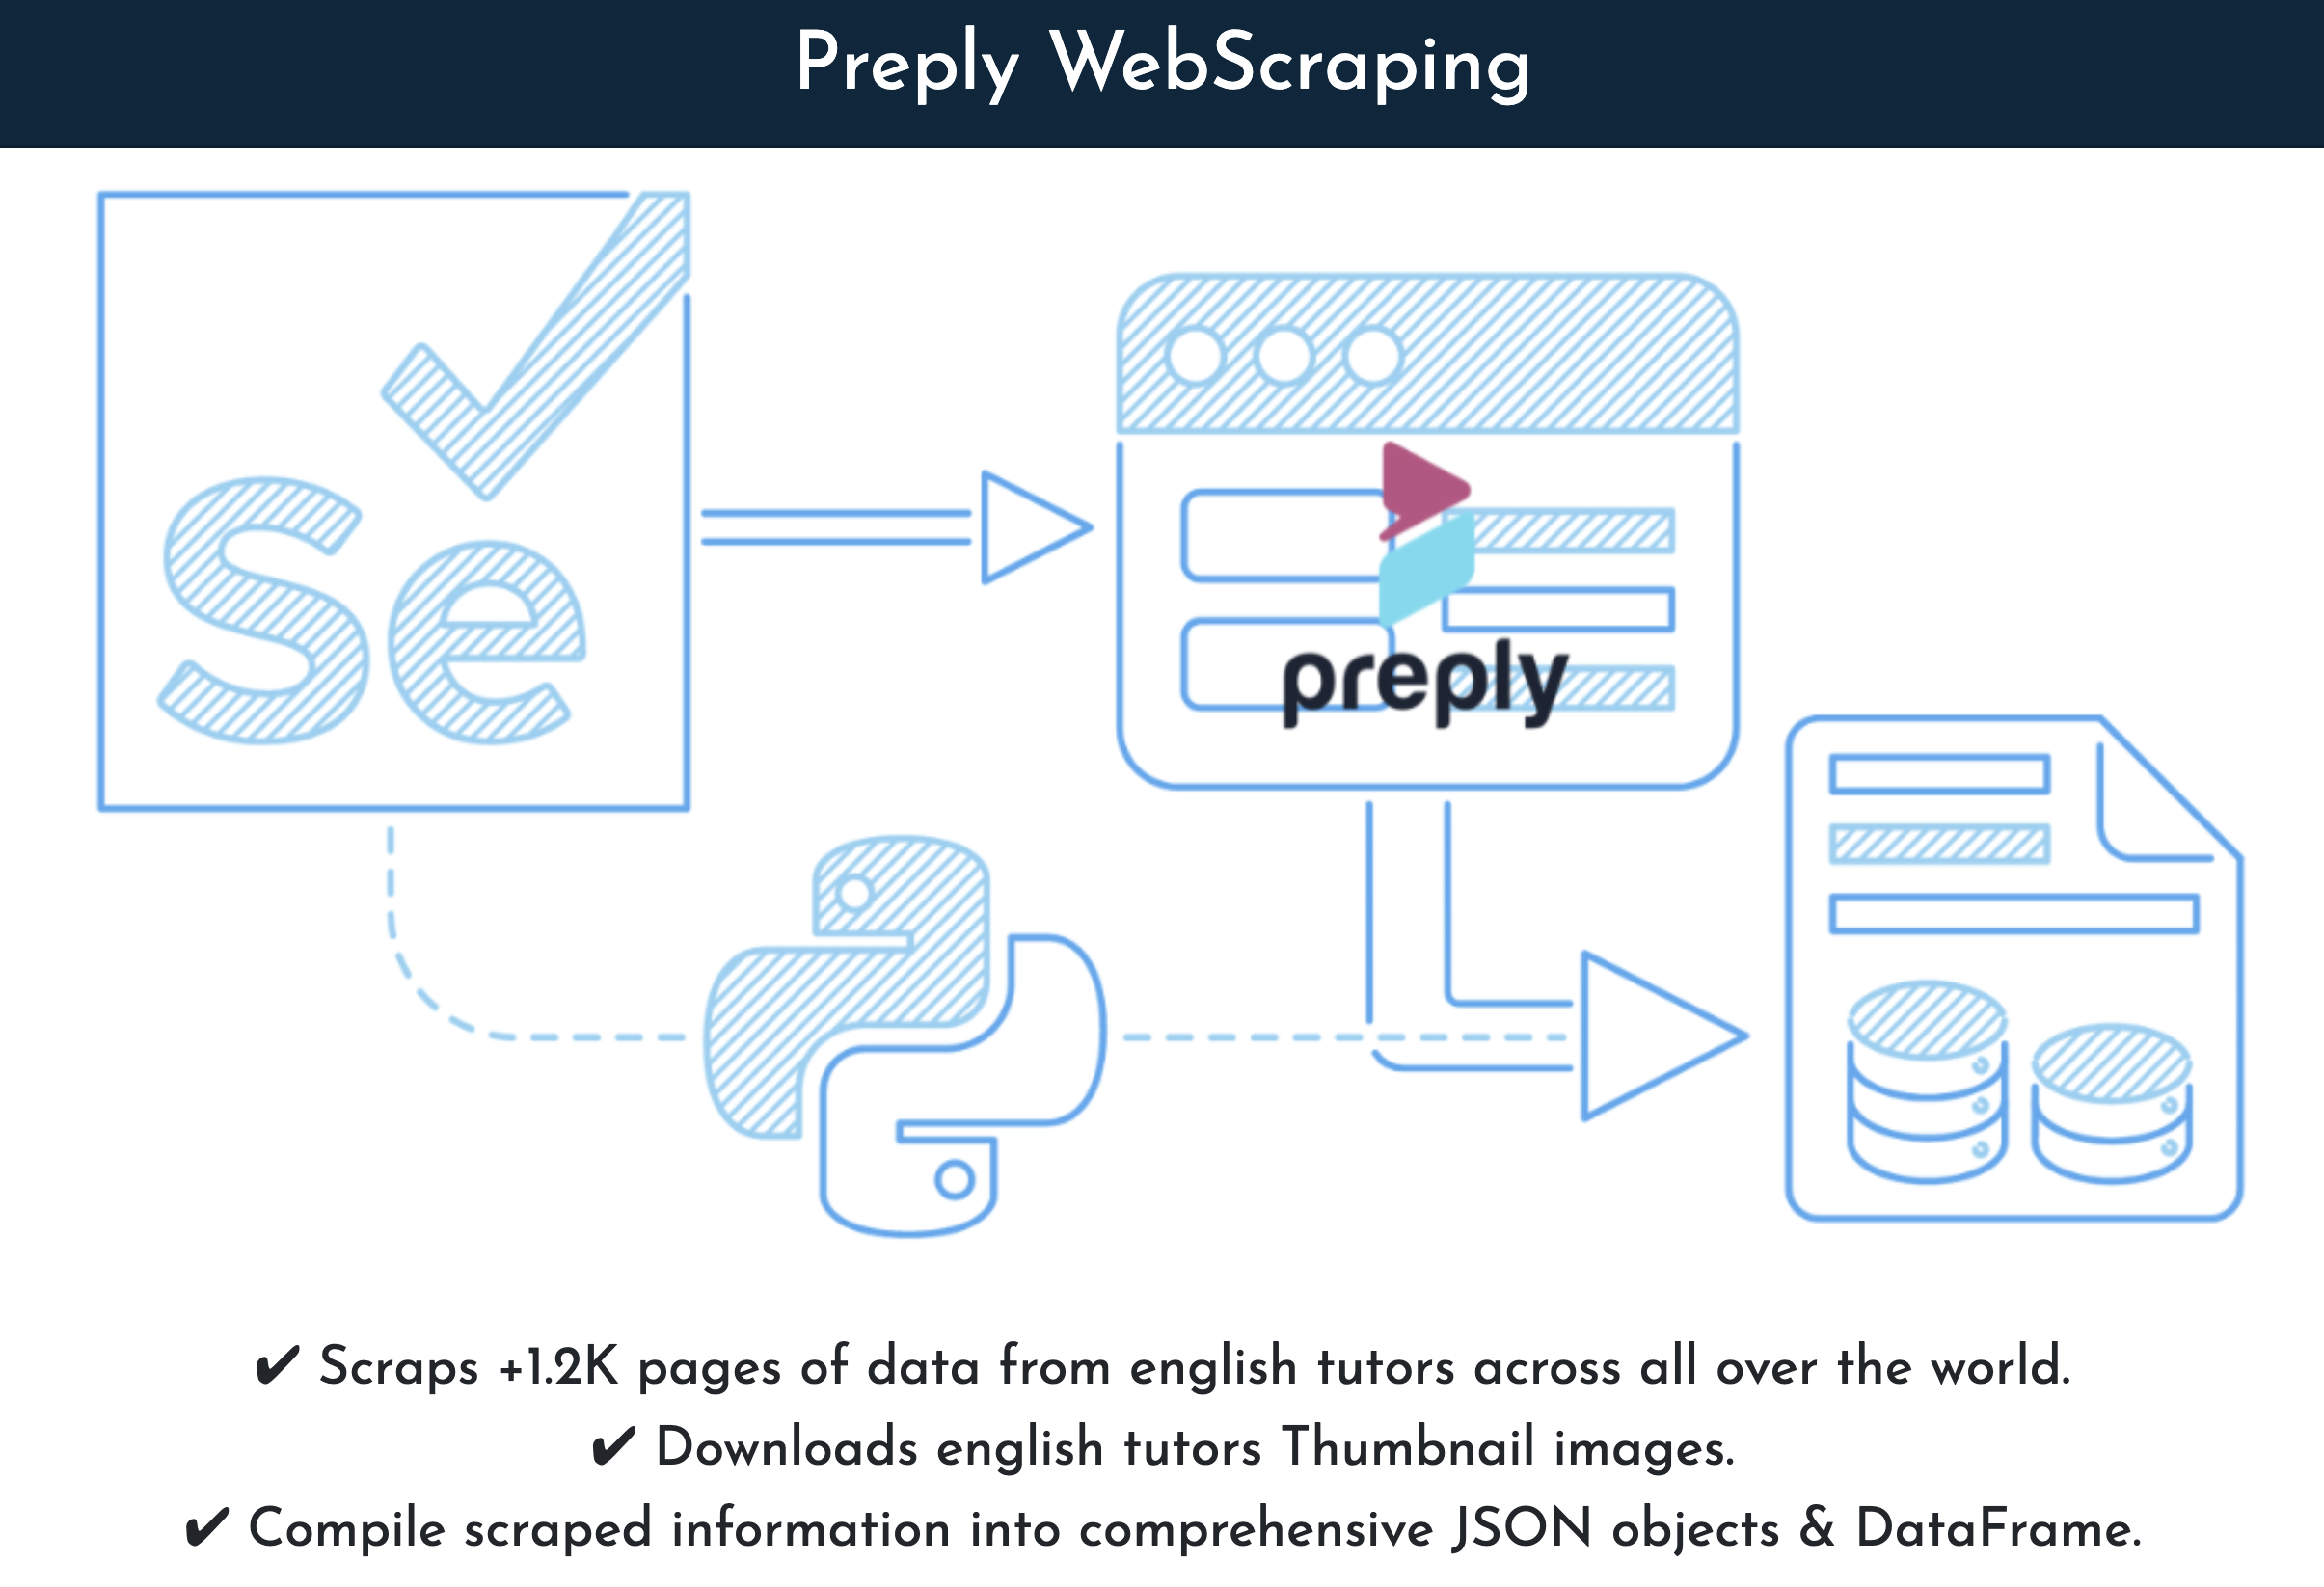 Preply WebScraping
Se
preply
✔ Scraps +1.2K pages of data from english tutors across all over the world.
✔ Downloads english tutors Thumbnail images.
✔ Compile scraped information into comprehensive JSON objects & DataFrame.